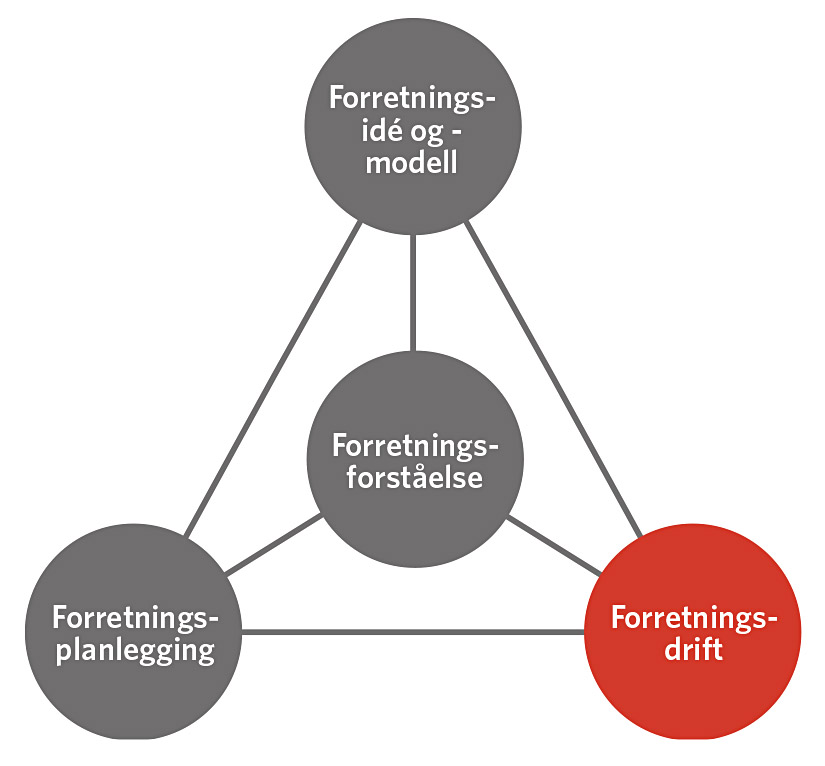 Forretnings-
idé og -
modell
Forretnings-
forståelse
Forretnings-
planlegging
Forretnings-
drift